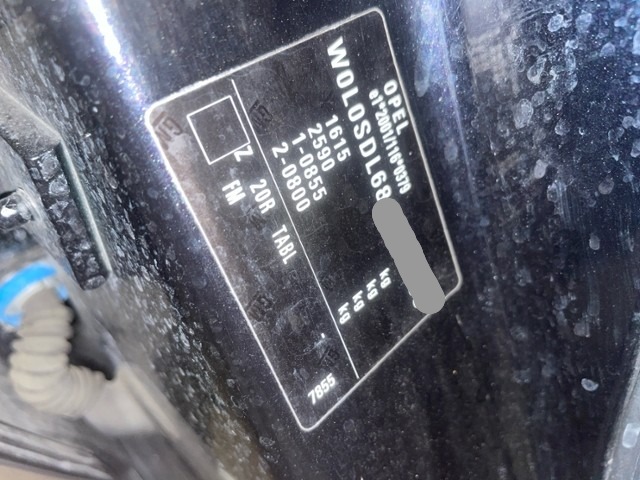 OPEL
e1*2001/116*0379
W0L0SDL68
1615 kg
2590 kg
1-0855 kg
2-0800 kg
Z 20R TABL
FM
7855